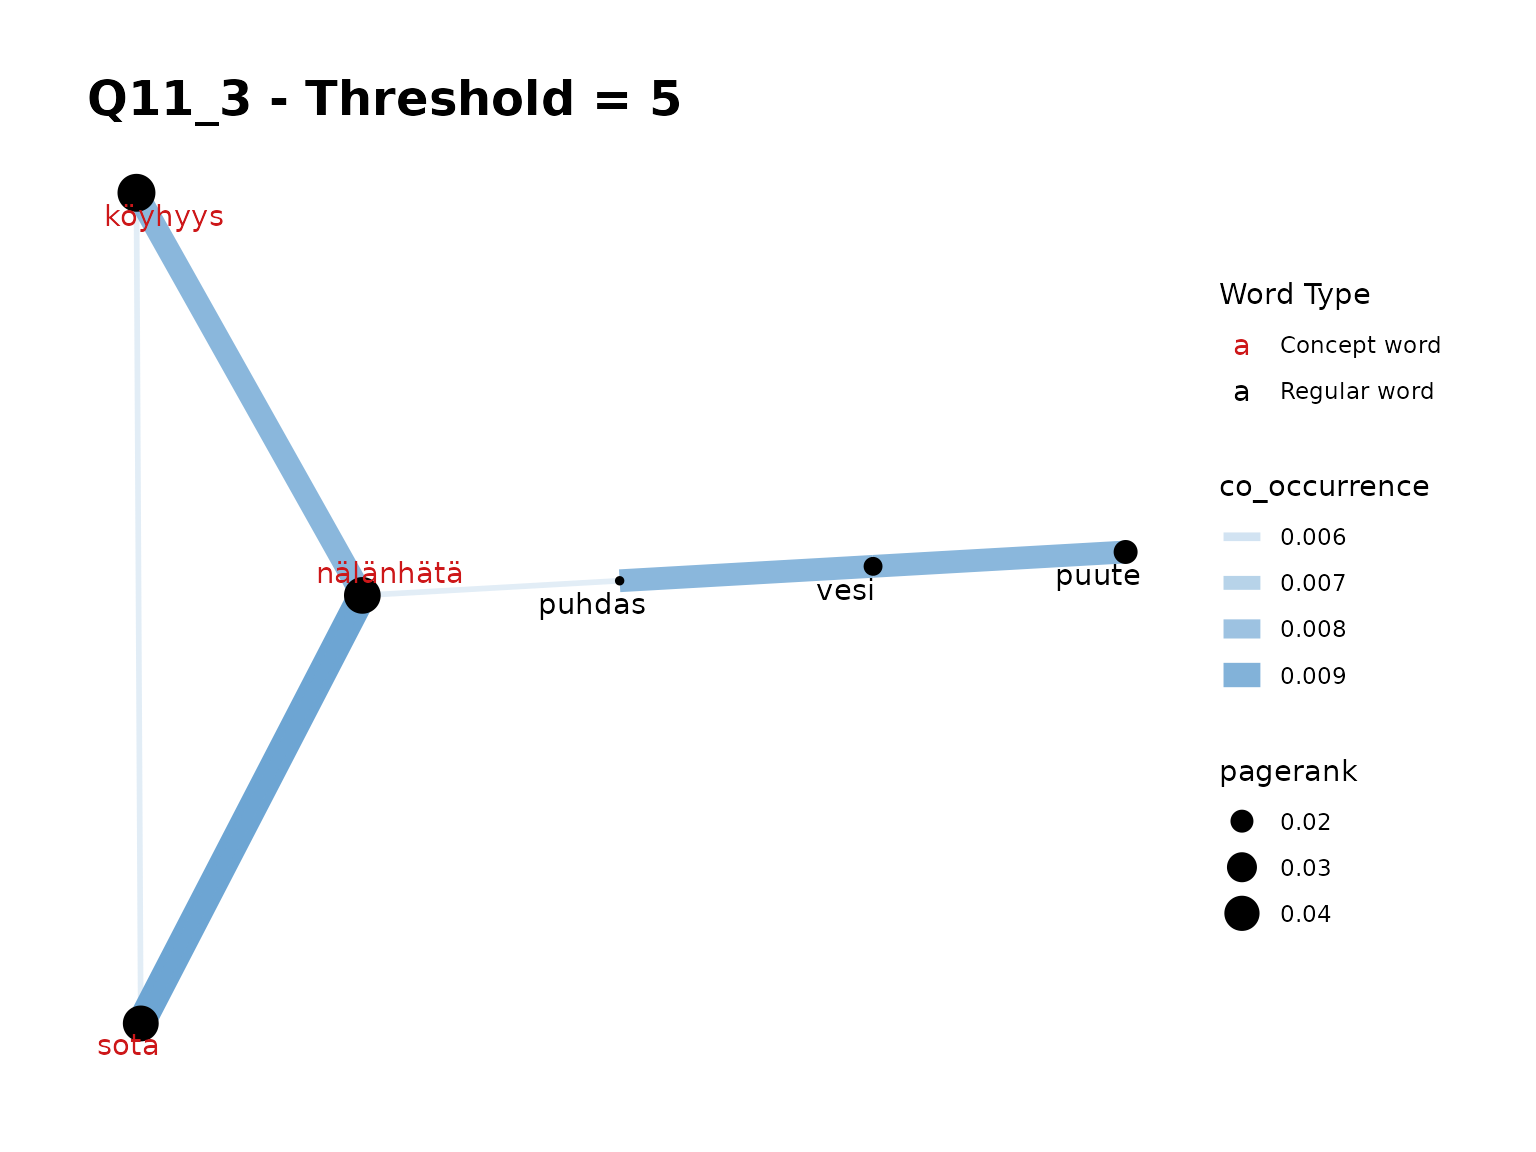 Q11_3 - Threshold = 5
köyhyys
nälänhätä
puhdas
vesi
puute
sota
Word Type
a Concept word
a Regular word
co_occurrence
0.006
0.007
0.008
0.009
pagerank
0.02
0.03
0.04